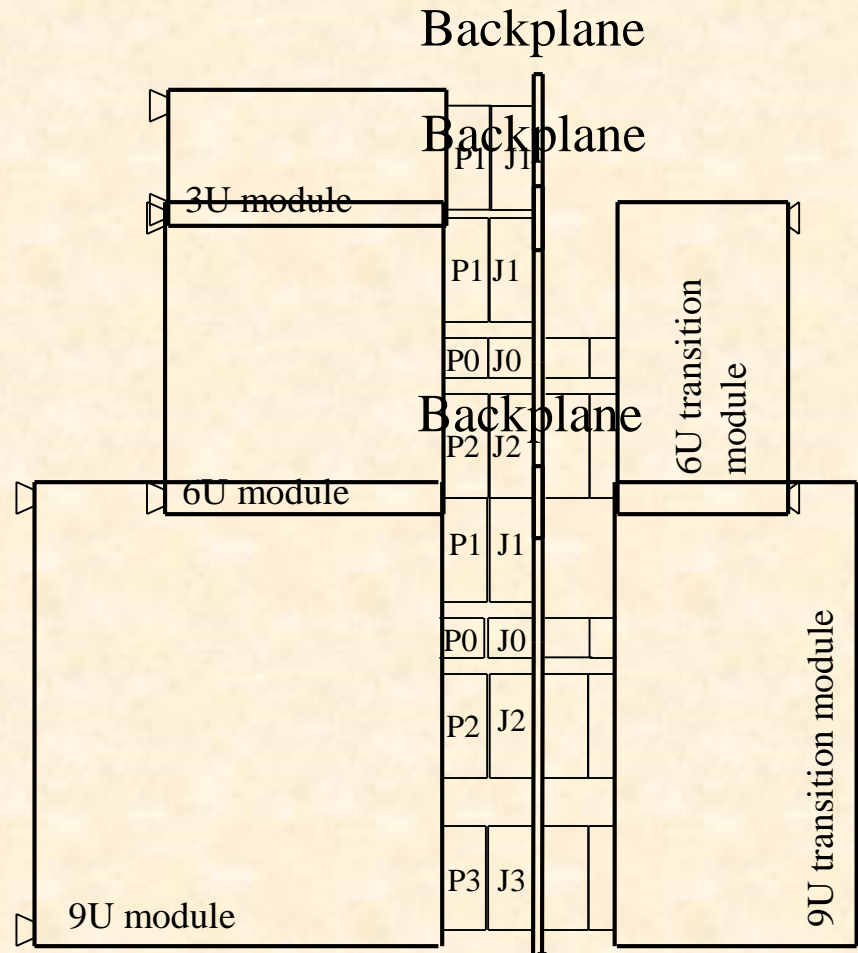 Backplane
Backplane
P1 J1
3U module
P1 J1
P0 J0
6U transition
module
Backplane
P2 J2
6U module
P1 J1
P0 J0
P2 J2
9U transition module
P3 J3
9U module